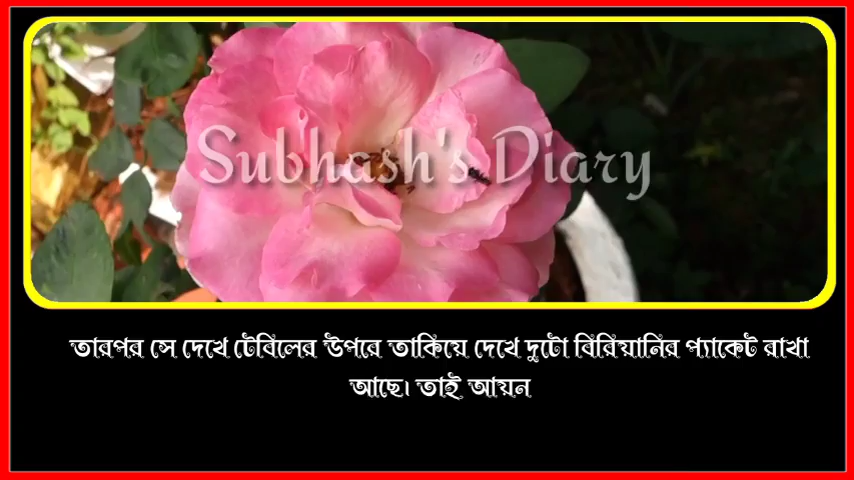 Subhash's Diary
তারপর সে দেখে টেবিলের উপরে তাকিয়ে দেখে দুটো বিরিয়ানির প্যাকেট রাখা
আছে। তাই আয়ন